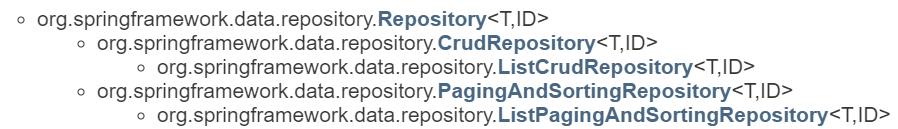 org.springframework.data.repository.Repository<T,ID>
org.springframework.data.repository.CrudRepository<T,ID>
org.springframework.data.repository.ListCrudRepository<T,ID>
org.springframework.data.repository.PagingAndSortingRepository<T,ID>
org.springframework.data.repository.ListPagingAndSortingRepository<T,ID>